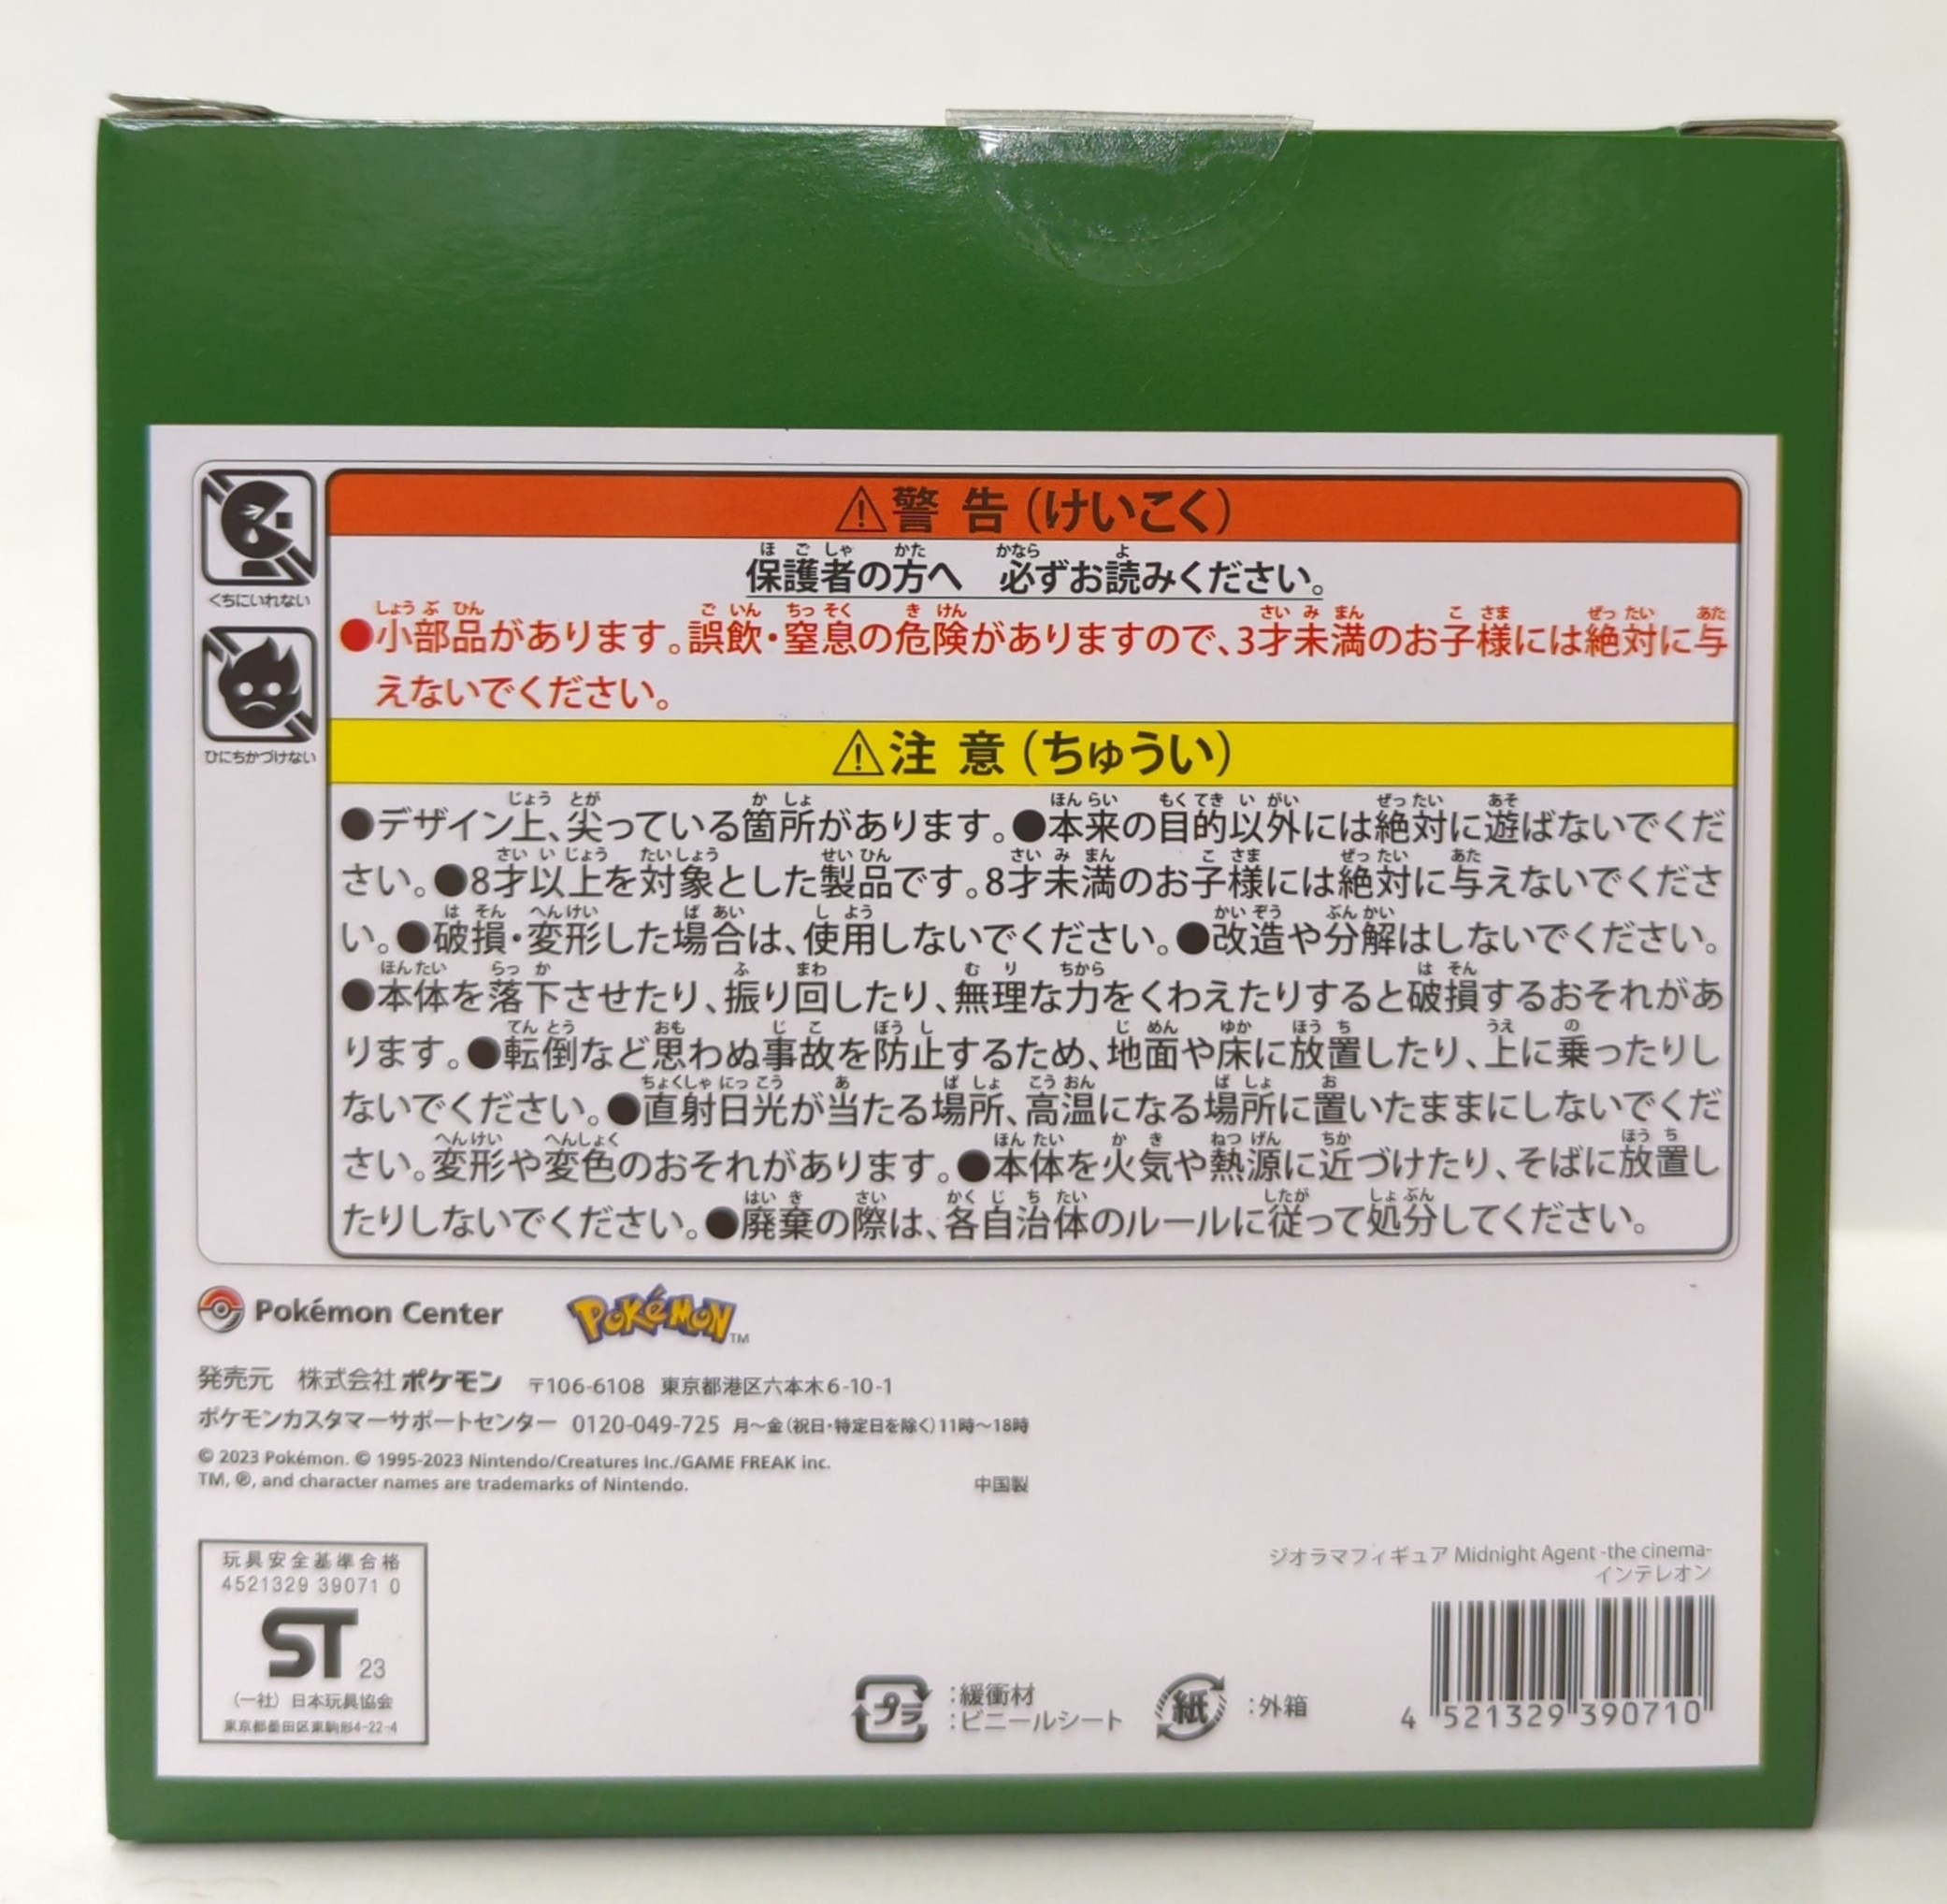 ⚠警 告（けいこく）
くちにいれない
保護者の方へ 必ずお読みください。
●小部品があります。誤飲・窒息の危険がありますので、3才未満のお子様には絶対に与
えないでください。
ひにちかづけない
⚠注 意（ちゅうい）
●デザイン上、尖っている箇所があります。●本来の目的以外には絶対に遊ばないでくだ
さい。●8才以上を対象とした製品です。8才未満のお子様には絶対に与えないでくださ
い。●破損・変形した場合は、使用しないでください。●改造や分解はしないでください。
●本体を落下させたり、振り回したり、無理な力をくわえたりすると破損するおそれがあ
ります。●転倒など思わぬ事故を防止するため、地面や床に放置したり、上に乗ったりし
ないでください。●直射日光が当たる場所、高温になる場所に置いたままにしないでくだ
さい。変形や変色のおそれがあります。●本体を火気や熱源に近づけたり、そばに放置し
たりしないでください。●廃棄の際は、各自治体のルールに従って処分してください。
Pokémon Center POKéMON TM
発売元 株式会社ポケモン 〒106-6108 東京都港区六本木6-10-1
ポケモンカスタマーサポートセンター 0120-049-725 月〜金（祝日・特定日を除く）11時〜18時
© 2023 Pokémon. © 1995-2023 Nintendo/Creatures Inc./GAME FREAK inc.
TM, ®, and character names are trademarks of Nintendo. 中国製
玩具安全基準合格
4521329 39071 0
ST 23
（一社）日本玩具協会
東京都墨田区東駒形4-22-4
プラ :緩衝材
:ビニールシート
紙 :外箱
ジオラマフィギュア Midnight Agent -the cinema-
インテレオン
4 521329 390710